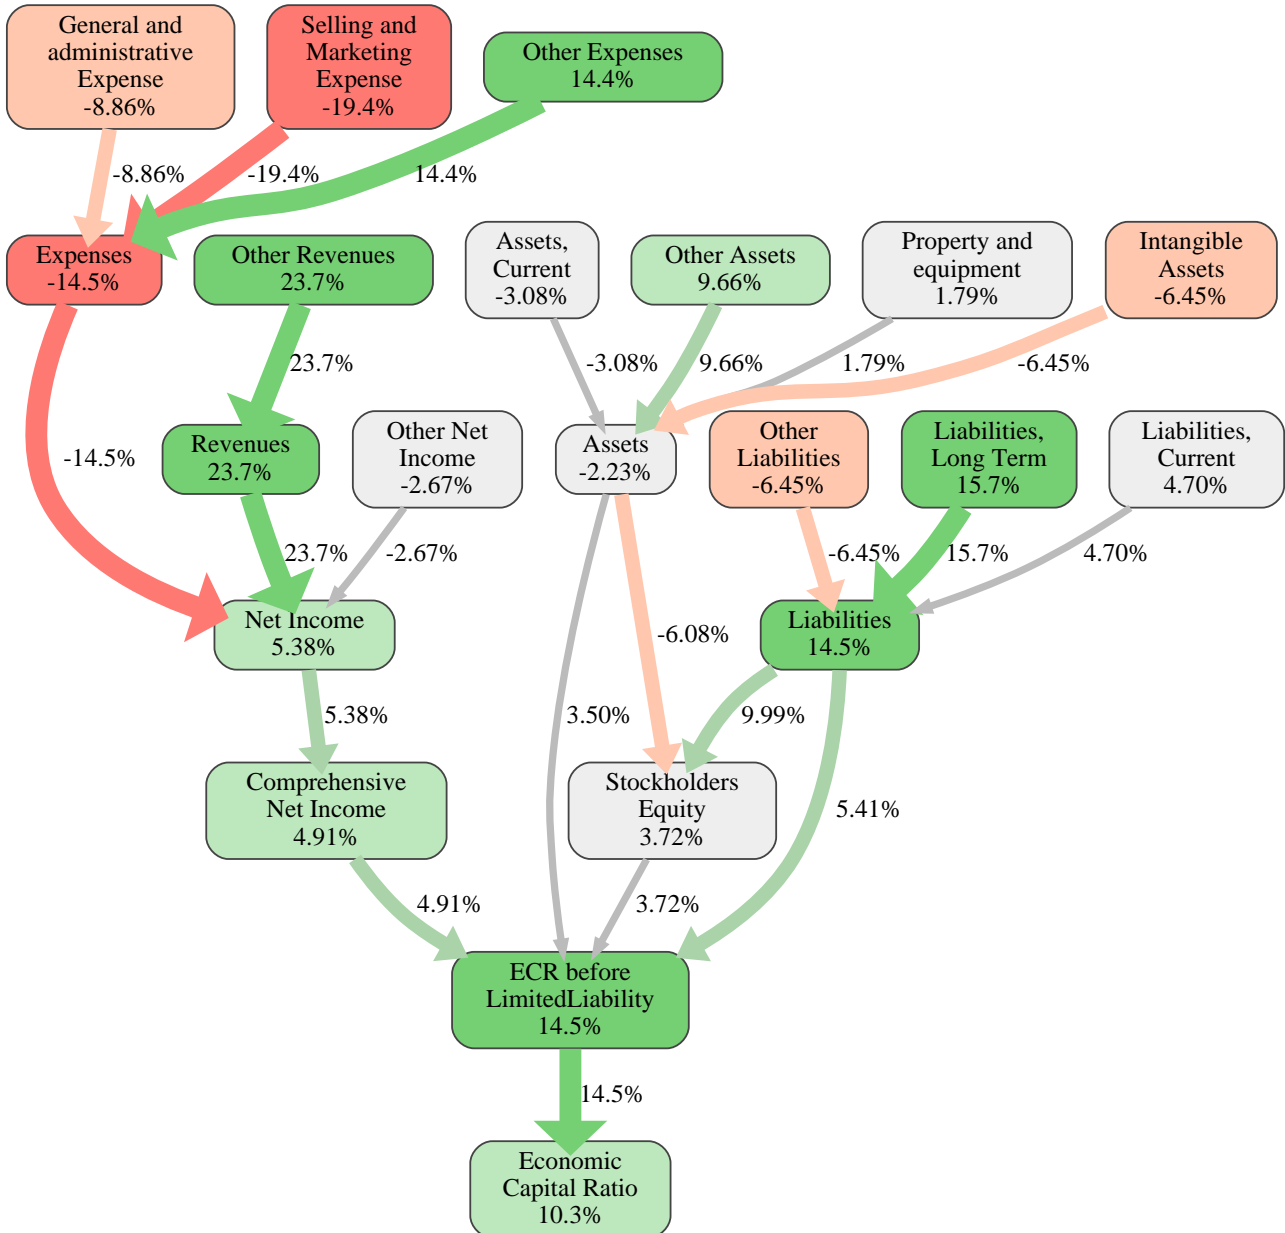 General and
administrative
Expense
-8.86%
Selling and
Marketing
Expense
-19.4%
Other Expenses
14.4%
-8.86%
-19.4%
14.4%
Expenses
-14.5%
Other Revenues
23.7%
Assets,
Current
-3.08%
Other Assets
9.66%
Property and
equipment
1.79%
Intangible
Assets
-6.45%
23.7%
-3.08%
9.66%
1.79%
-6.45%
-14.5%
Revenues
23.7%
Other Net
Income
-2.67%
Assets
-2.23%
Other
Liabilities
-6.45%
Liabilities,
Long Term
15.7%
Liabilities,
Current
4.70%
23.7%
-2.67%
-6.45%
15.7%
4.70%
Net Income
5.38%
-6.08%
Liabilities
14.5%
5.38%
3.50%
9.99%
Comprehensive
Net Income
4.91%
Stockholders
Equity
3.72%
5.41%
4.91%
3.72%
ECR before
LimitedLiability
14.5%
14.5%
Economic
Capital Ratio
10.3%